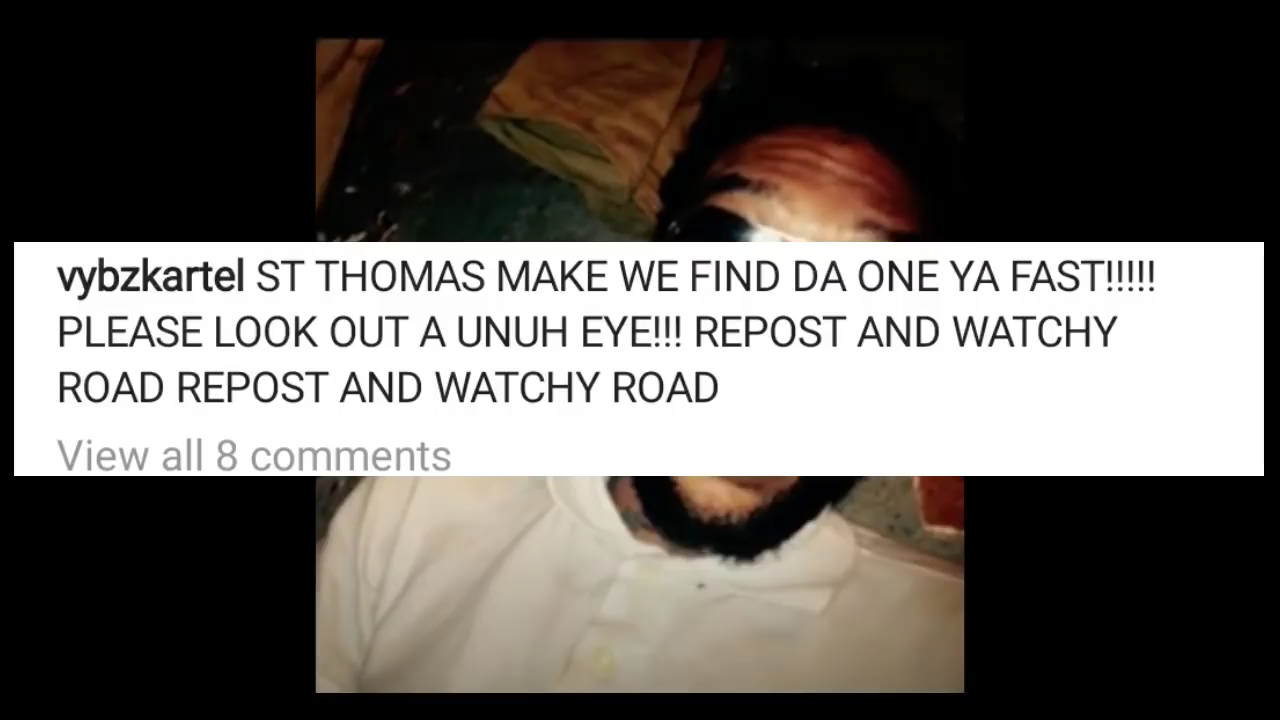 vybzkartel ST THOMAS MAKE WE FIND DA ONE YA FAST!!!!!
PLEASE LOOK OUT A UNUH EYE!!! REPOST AND WATCHY
ROAD REPOST AND WATCHY ROAD
View all 8 comments